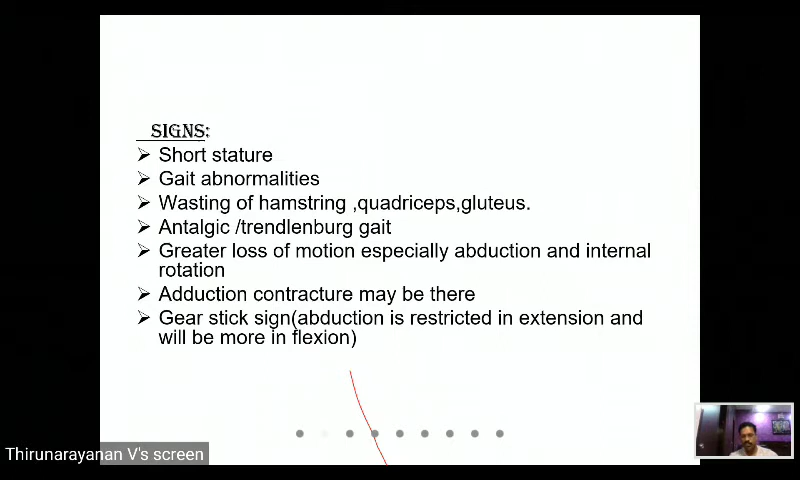 SIGNS:
➢ Short stature
➢ Gait abnormalities
➢ Wasting of hamstring ,quadriceps,gluteus.
➢ Antalgic /trendlenburg gait
➢ Greater loss of motion especially abduction and internal
rotation
➢ Adduction contracture may be there
➢ Gear stick sign(abduction is restricted in extension and
will be more in flexion)
Thirunarayanan V's screen